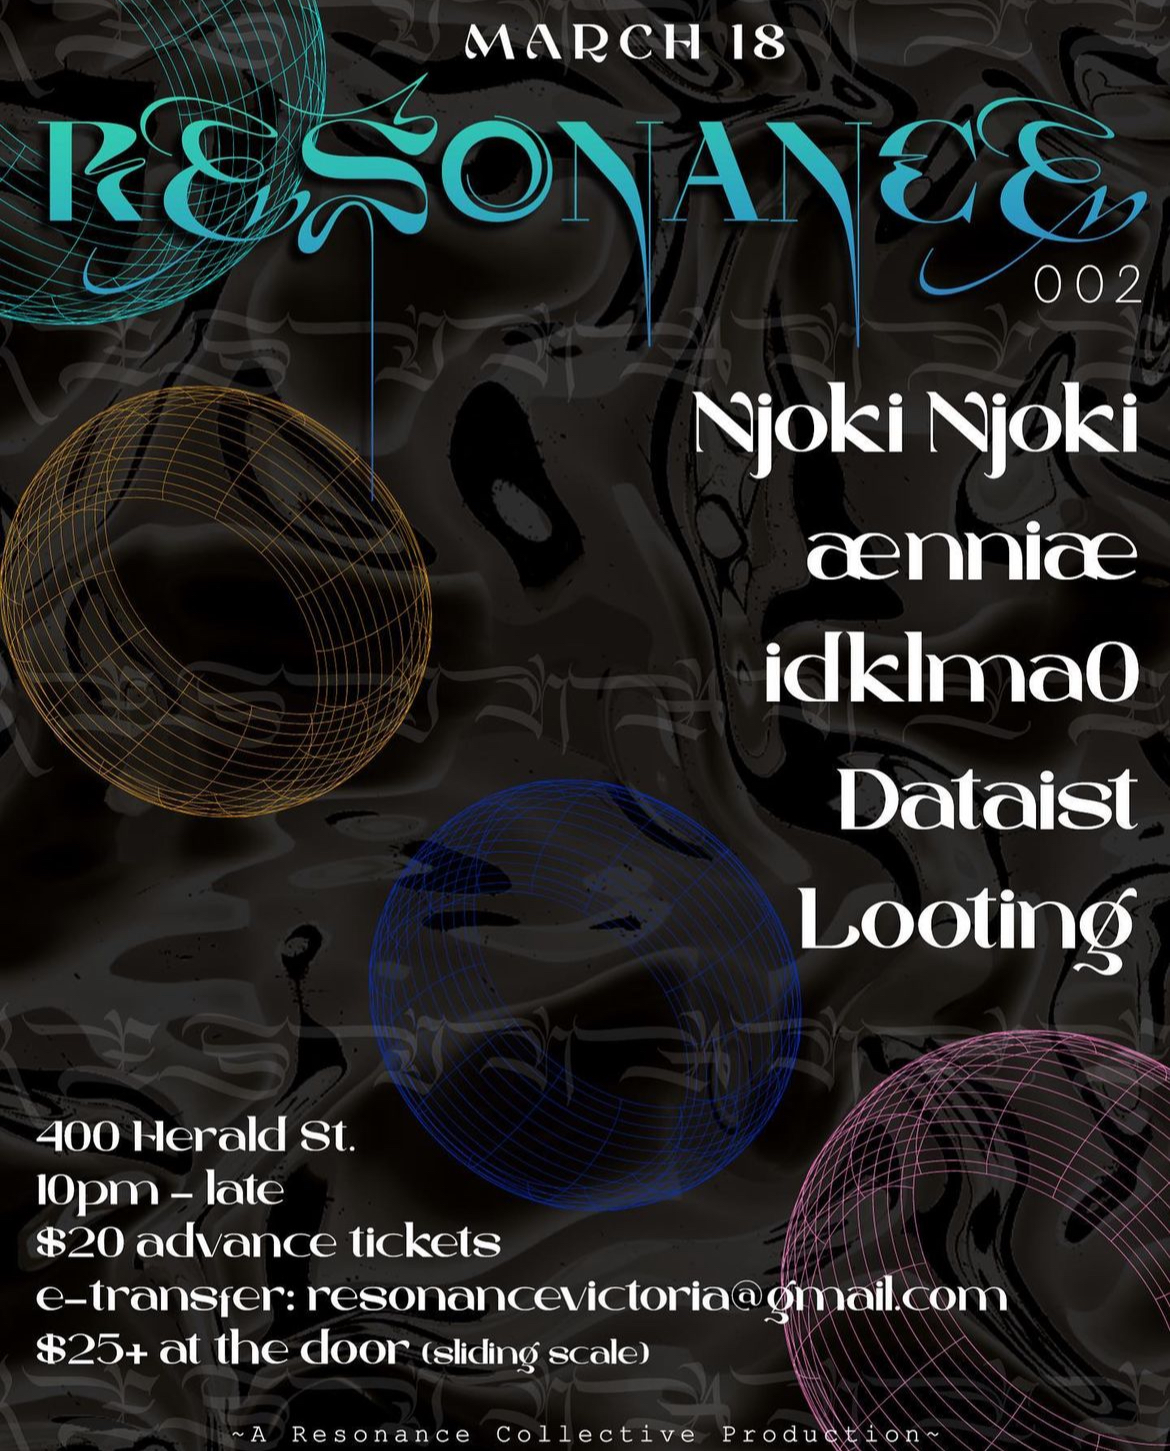 MARCH 18
RESONANCE
002
Njoki Njoki
ænniæ
idklma0
Dataist
Looting
400 Herald St.
10pm – late
$20 advance tickets
e-transfer: resonancevictoria@gmail.com
$25+ at the door (sliding scale)
~A Resonance Collective Production~